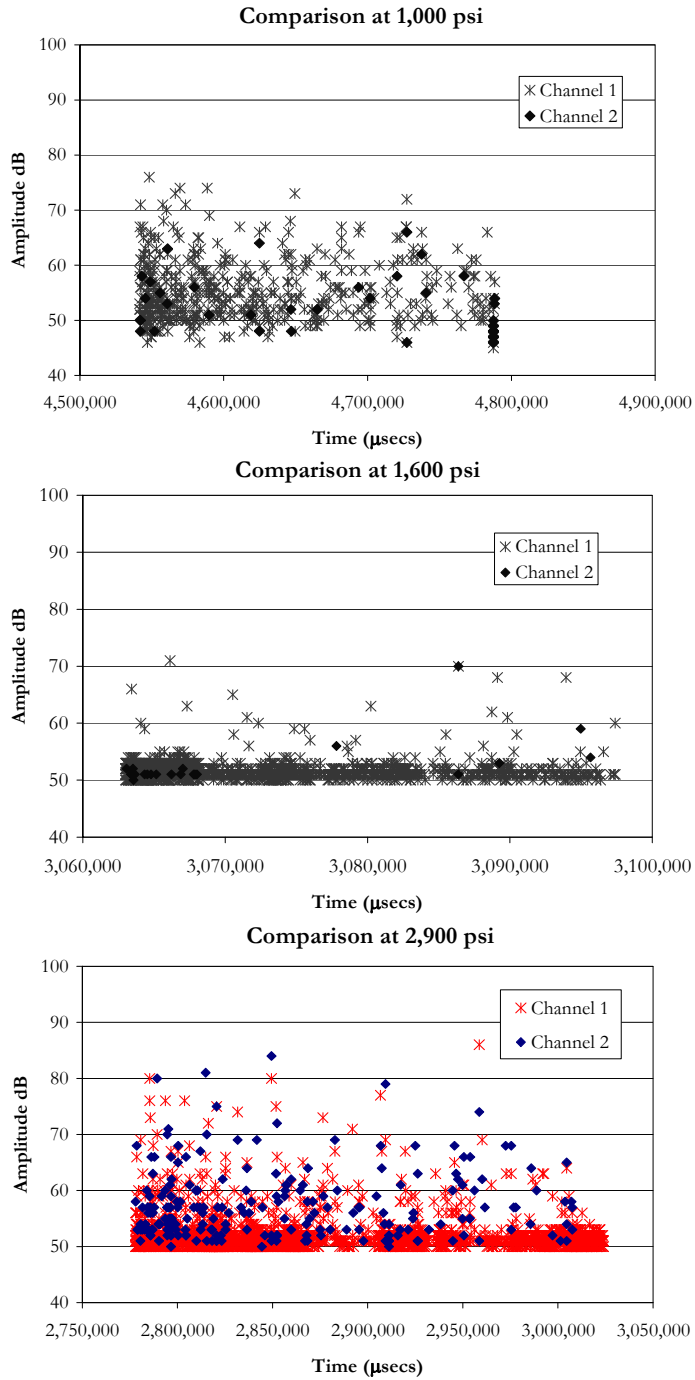 Comparison at 1,000 psi
100
90
80
70
60
50
40
Amplitude dB
Channel 1
Channel 2
4,500,000 4,600,000 4,700,000 4,800,000 4,900,000
Time (μsecs)
Comparison at 1,600 psi
100
90
80
70
60
50
40
Amplitude dB
Channel 1
Channel 2
3,060,000 3,070,000 3,080,000 3,090,000 3,100,000
Time (μsecs)
Comparison at 2,900 psi
100
90
80
70
60
50
40
Amplitude dB
Channel 1
Channel 2
2,750,000 2,800,000 2,850,000 2,900,000 2,950,000 3,000,000 3,050,000
Time (μsecs)